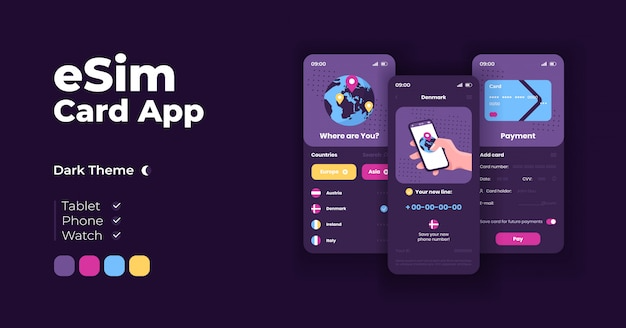 eSim
Card App
Dark Theme
Tablet
Phone
Watch
09:00
Where are You?
Countries
Europe
Asia
Austria
Denmark
Ireland
Italy
09:00
Denmark
Your new line:
+ 00-00-00-00
Save your new
phone number!
09:00
Card
Payment
Add card
Card number:
Date:
CVV:
Card holder:
E-mail:
Save card for future payments
Pay